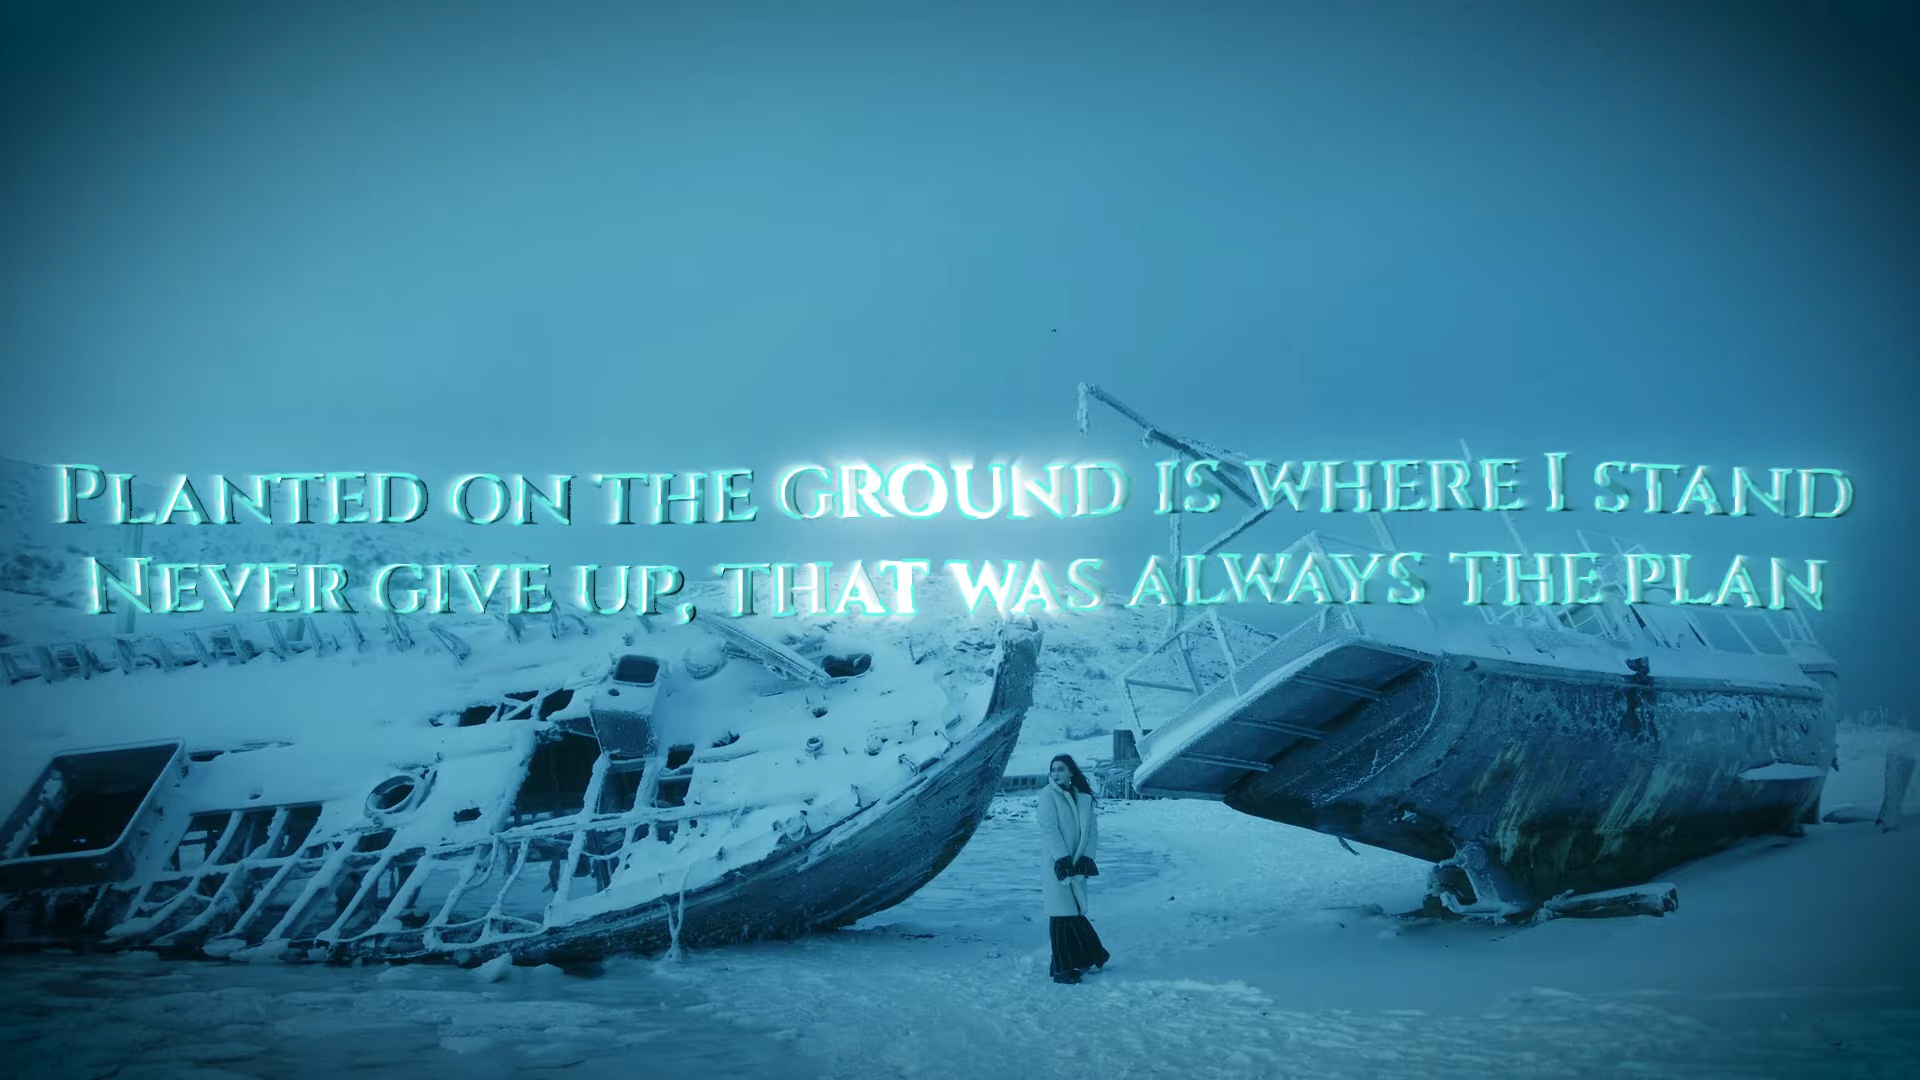 Planted on the ground is where I stand
Never give up, that was always the plan